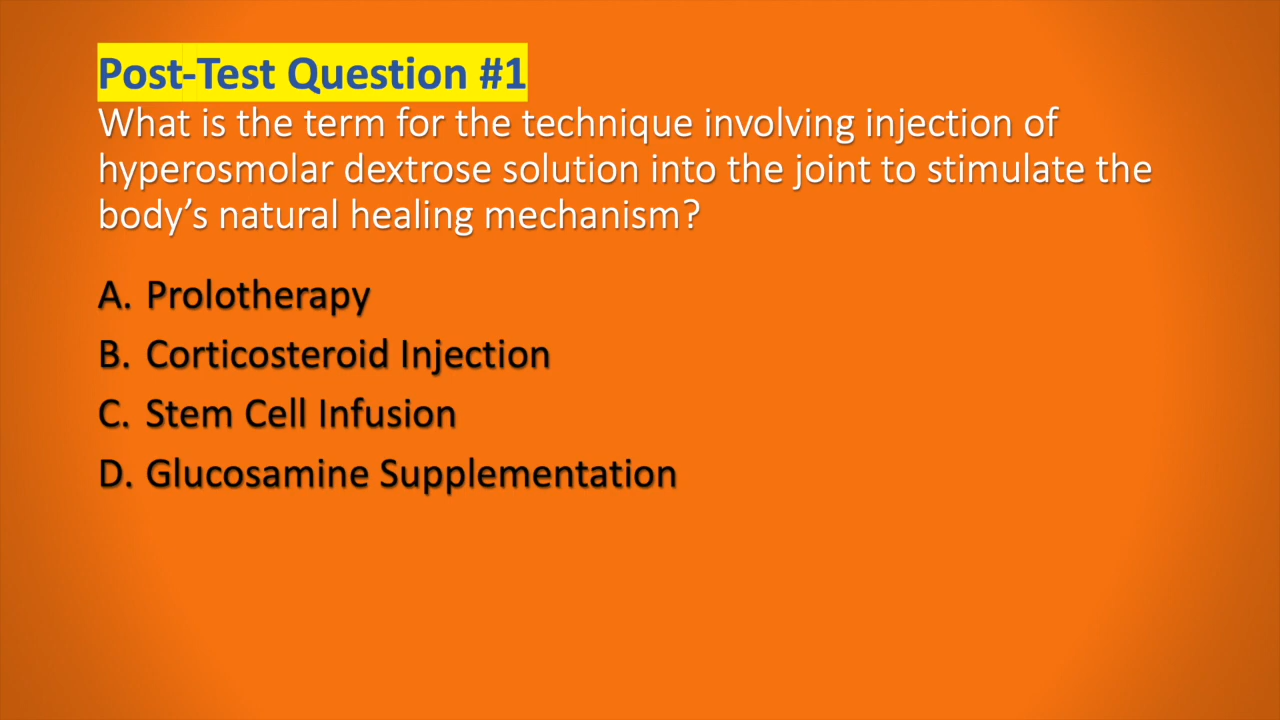 Post-Test Question #1
What is the term for the technique involving injection of
hyperosmolar dextrose solution into the joint to stimulate the
body’s natural healing mechanism?
A. Prolotherapy
B. Corticosteroid Injection
C. Stem Cell Infusion
D. Glucosamine Supplementation